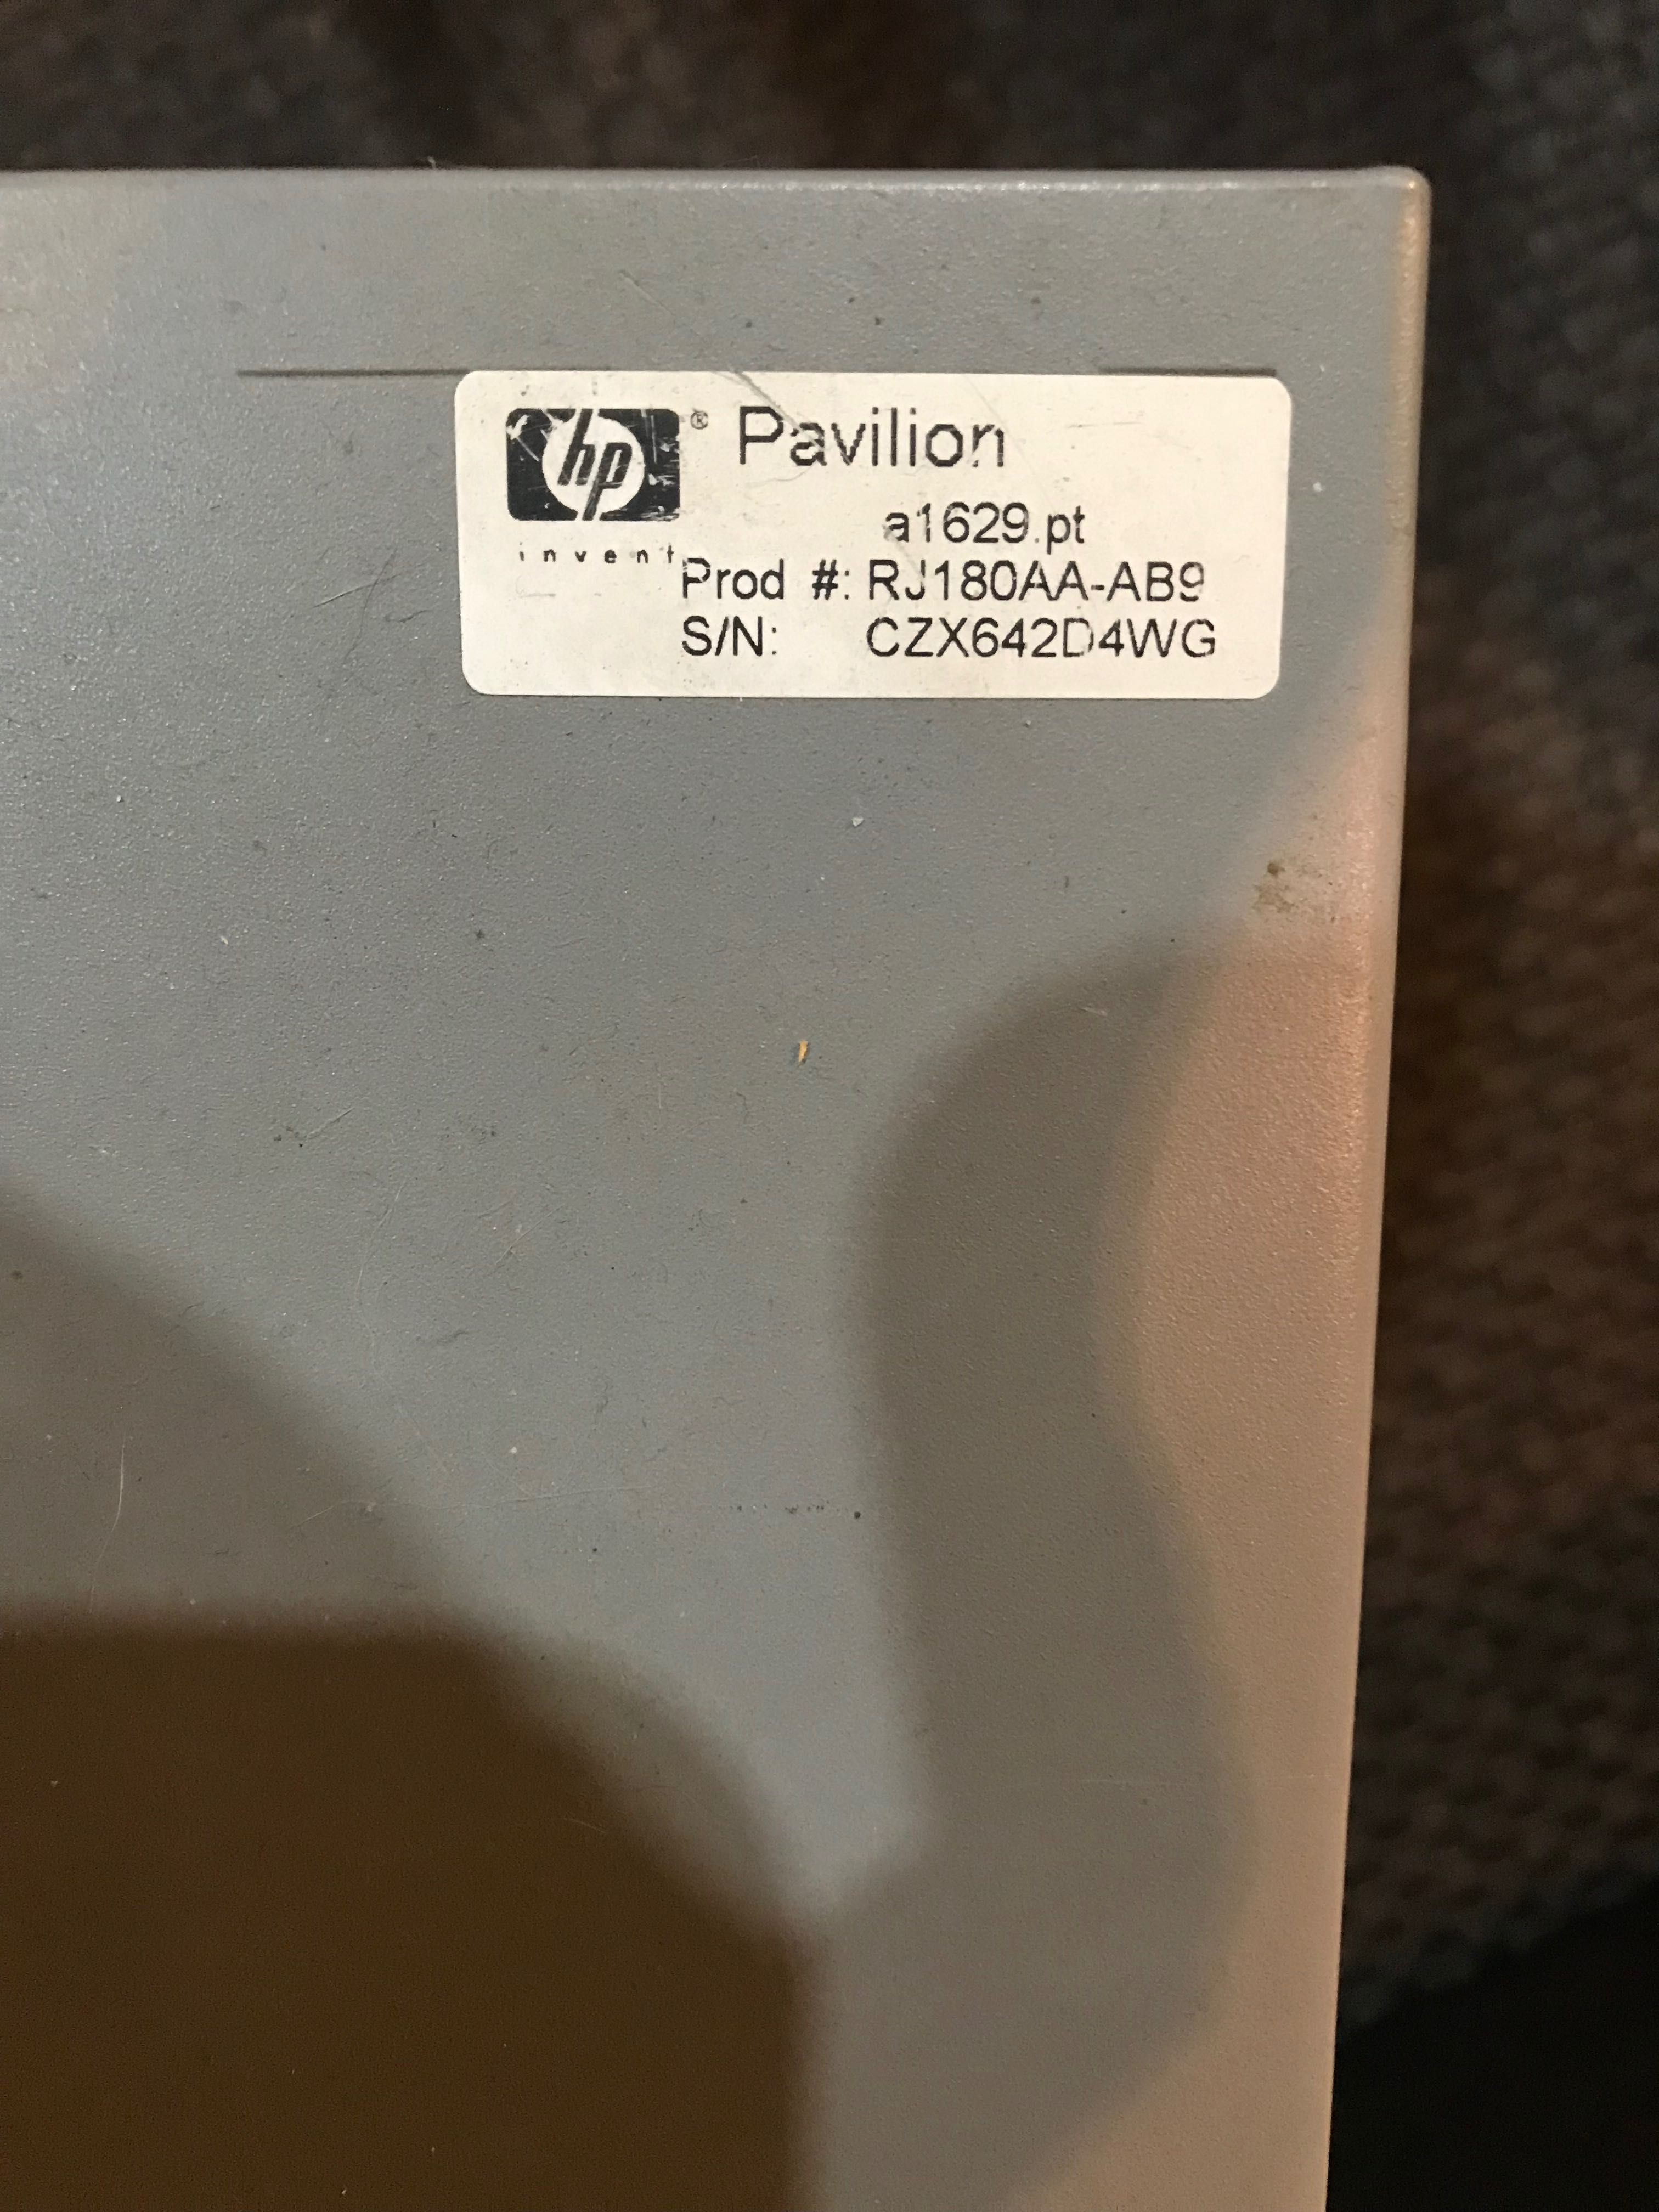 hp® Pavilion
invent
a1629.pt
Prod #: RJ180AA-AB9
S/N: CZX642D4WG